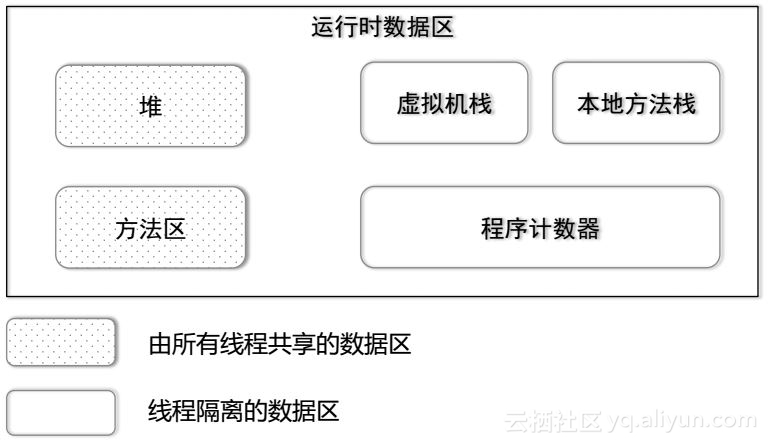 运行时数据区
堆
虚拟机栈
本地方法栈
方法区
程序计数器
由所有线程共享的数据区
线程隔离的数据区
云栖社区 yq.aliyun.com